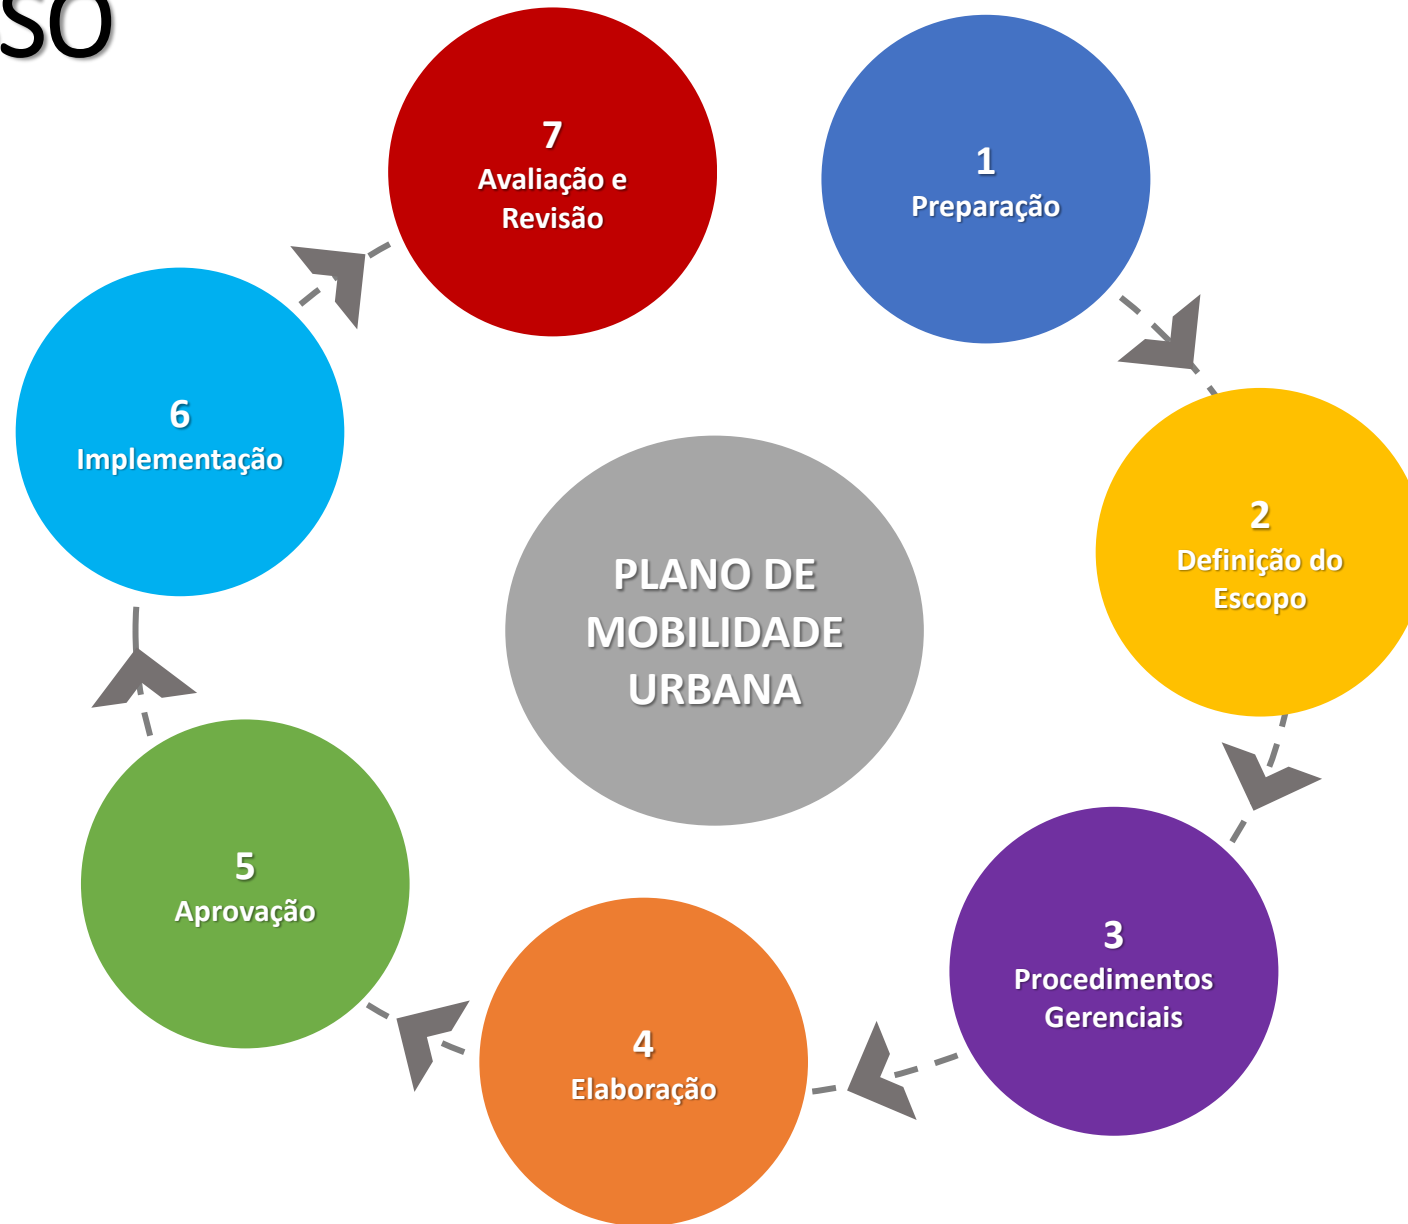 1
Preparação
2
Definição do
Escopo
3
Procedimentos
Gerenciais
4
Elaboração
5
Aprovação
6
Implementação
7
Avaliação e
Revisão
PLANO DE
MOBILIDADE
URBANA